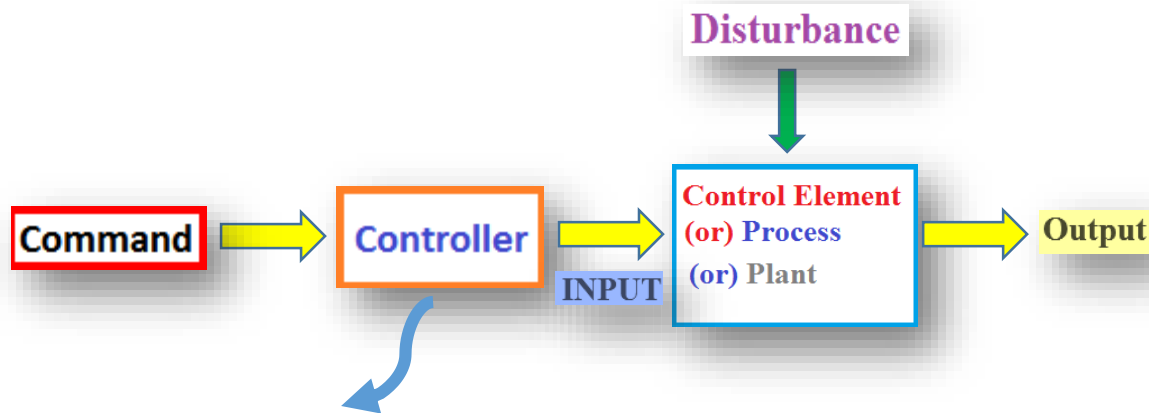 Disturbance
Command
Controller
INPUT
Control Element
(or) Process
(or) Plant
Output